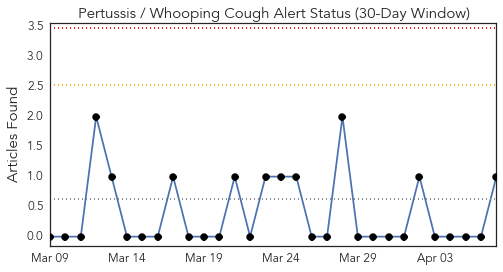 Pertussis / Whooping Cough Alert Status (30-Day Window)
Articles Found
3.5
3.0
2.5
2.0
1.5
1.0
0.5
0.0
Mar 09 Mar 14 Mar 19 Mar 24 Mar 29 Apr 03